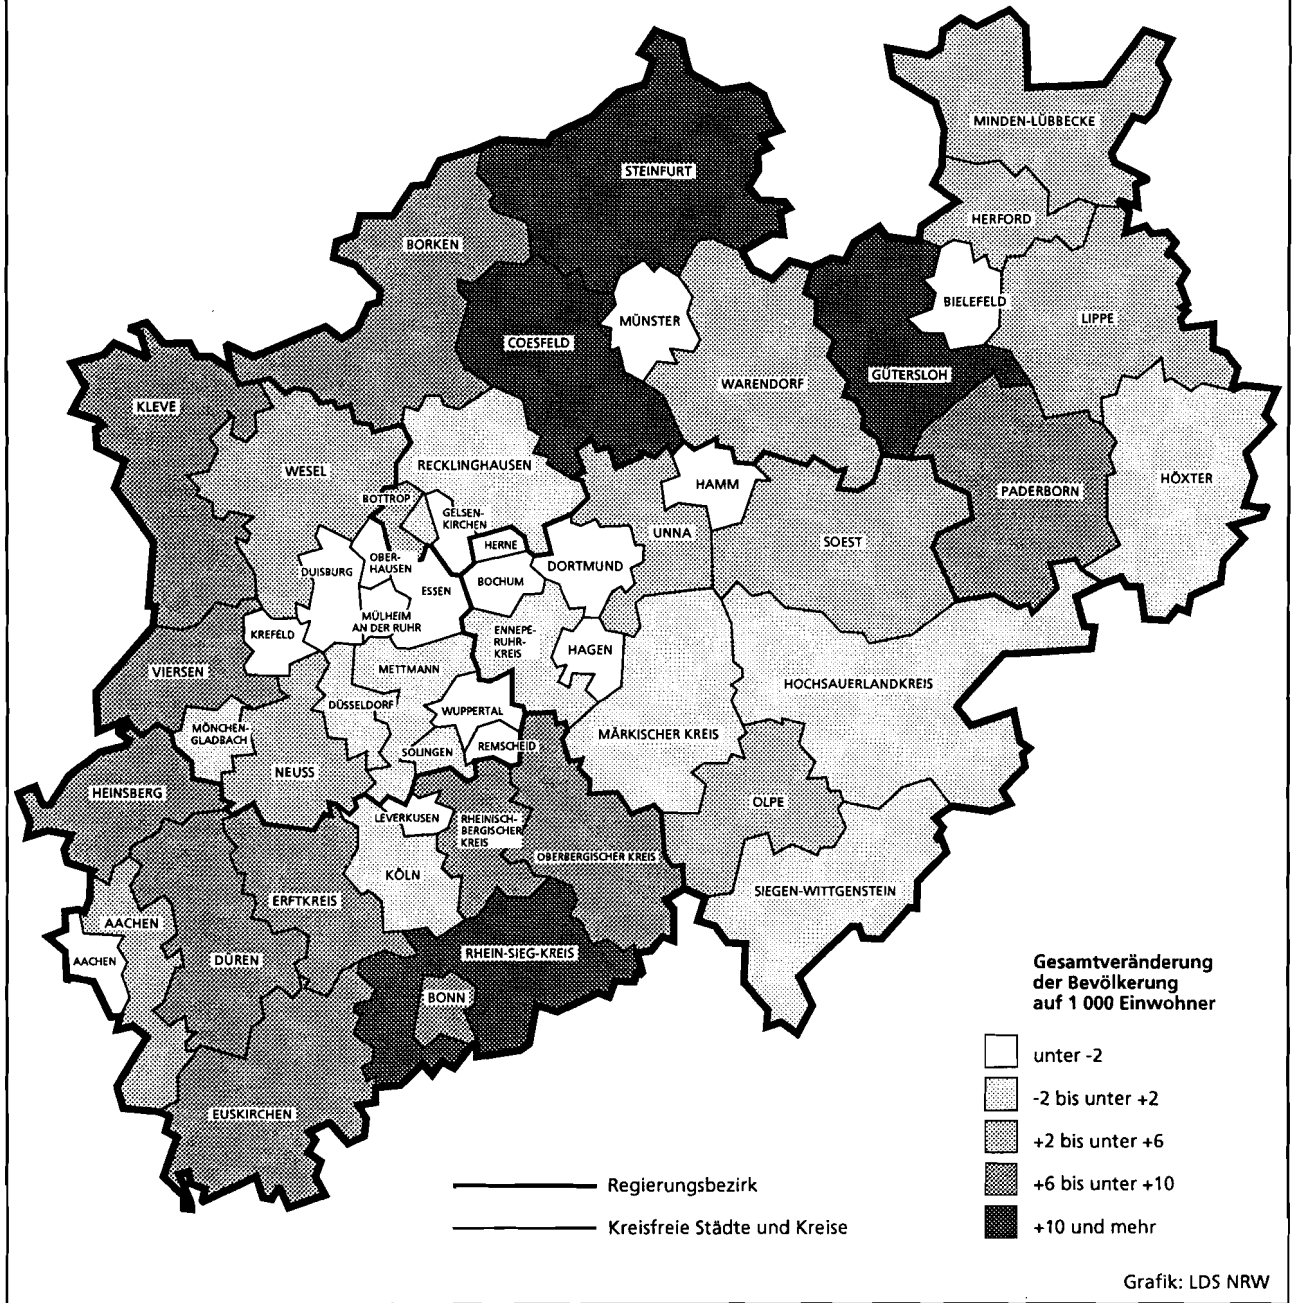 MINDEN-LÜBBECKE
STEINFURT
HERFORD
BORKEN
BIELEFELD
LIPPE
MÜNSTER
COESFELD
GÜTERSLOH
WARENDORF
KLEVE
RECKLINGHAUSEN
WESEL
HÖXTER
HAMM
PADERBORN
BOTTROP
GELSEN-
KIRCHEN
UNNA
SOEST
HERNE
OBER-
HAUSEN
DORTMUND
DUISBURG
BOCHUM
ESSEN
MÜLHEIM
AN DER RUHR
KREFELD
ENNEPE-
RUHR-
KREIS
HAGEN
METTMANN
VIERSEN
HOCHSAUERLANDKREIS
DÜSSELDORF
WUPPERTAL
MÖNCHEN-
GLADBACH
MÄRKISCHER KREIS
REMSCHEID
SOLINGEN
NEUSS
HEINSBERG
OLPE
LEVERKUSEN
RHEINISCH-
BERGISCHER
KREIS
OBERBERGISCHER KREIS
KÖLN
SIEGEN-WITTGENSTEIN
ERFTKREIS
AACHEN
RHEIN-SIEG-KREIS
AACHEN
DÜREN
BONN
EUSKIRCHEN
Gesamtveränderung
der Bevölkerung
auf 1 000 Einwohner
unter -2
-2 bis unter +2
+2 bis unter +6
+6 bis unter +10
+10 und mehr
Regierungsbezirk
Kreisfreie Städte und Kreise
Grafik: LDS NRW